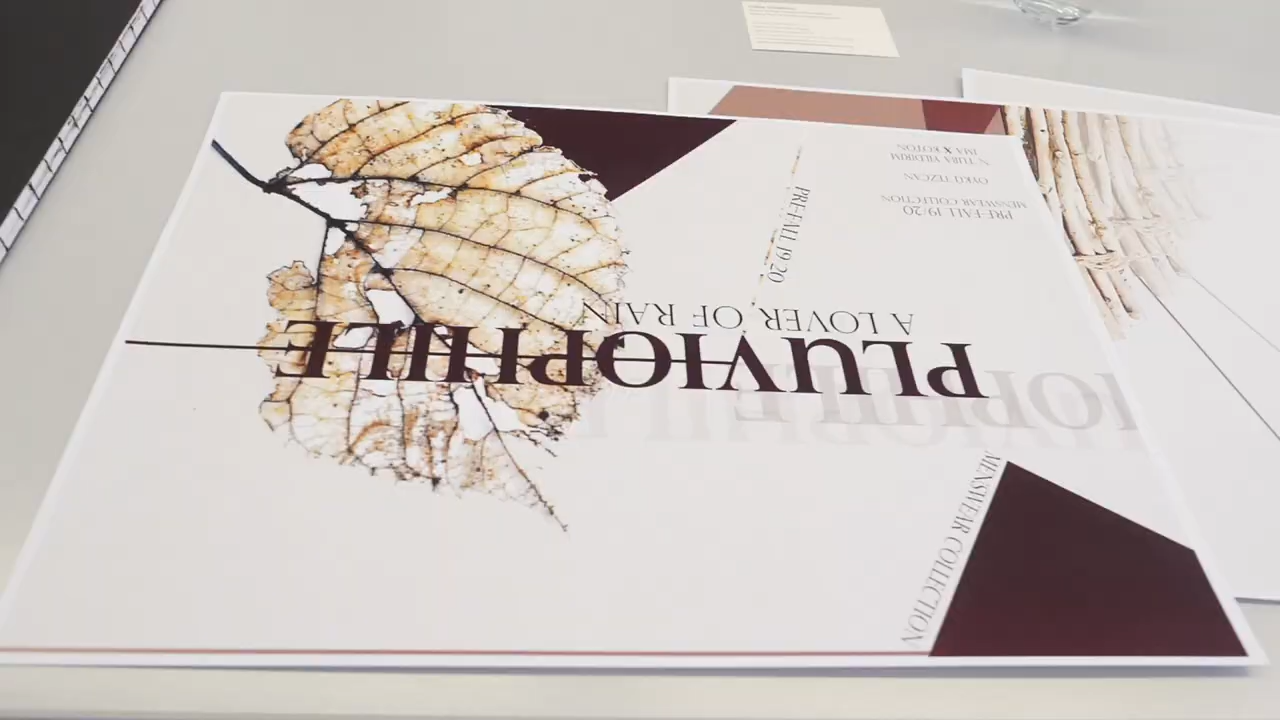 PRE-FALL 19/20
MENSWEAR COLLECTION
ÖYKÜ TEZCAN
N. TUBA YILDIRIM
IMA X KOTON
PRE-FALL 19/20
PLUVIOPHILE
A LOVER OF RAIN
MENSWEAR COLLECTION